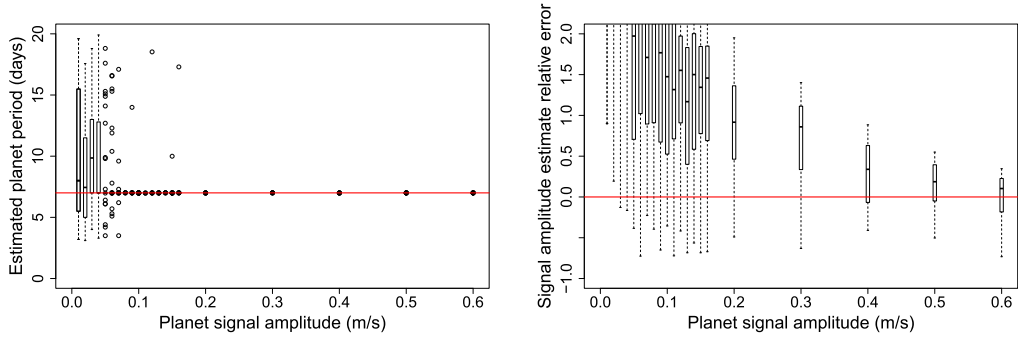 Estimated planet period (days)
20
15
10
5
0
0.0 0.1 0.2 0.3 0.4 0.5 0.6
Planet signal amplitude (m/s)
Signal amplitude estimate relative error
2.0
1.5
1.0
0.5
0.0
−1.0
0.0 0.1 0.2 0.3 0.4 0.5 0.6
Planet signal amplitude (m/s)